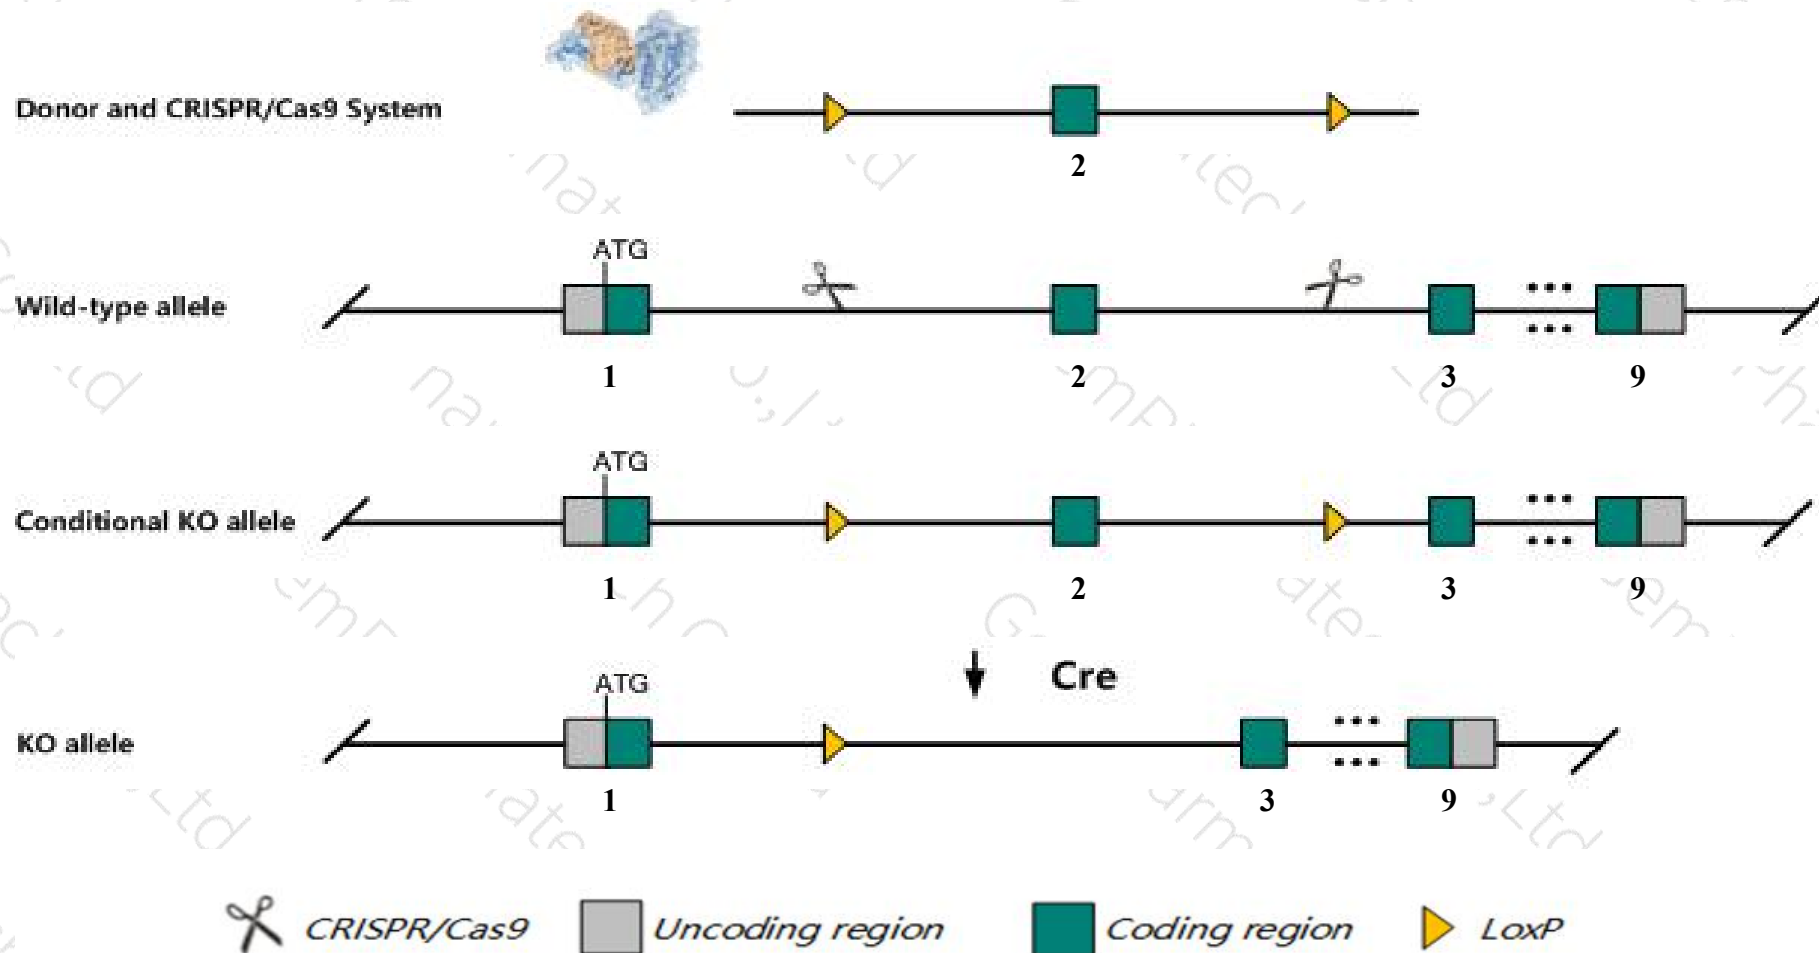 Donor and CRISPR/Cas9 System
2
ATG
Wild-type allele
1 2 3 9
ATG
Conditional KO allele
1 2 3 9
Cre
ATG
KO allele
1 3 9
CRISPR/Cas9 Uncoding region Coding region LoxP